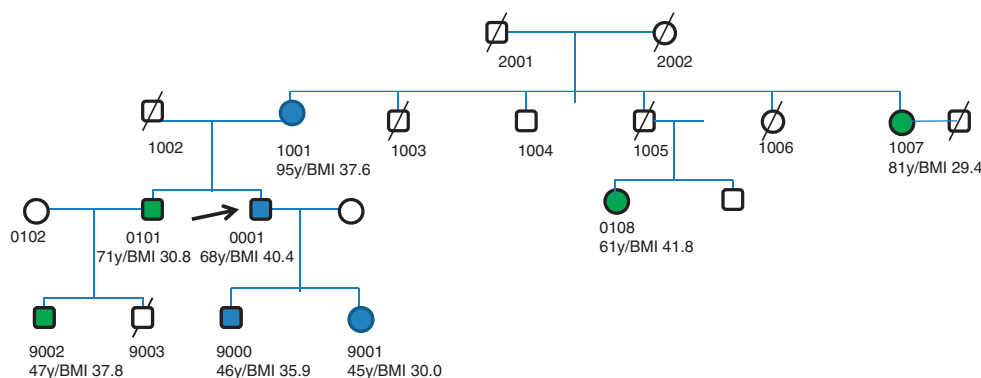 2001 2002
1002 1001 1003 1004 1005 1006 1007
95y/BMI 37.6 81y/BMI 29.4
0102 0101 0001 0108
71y/BMI 30.8 68y/BMI 40.4 61y/BMI 41.8
9002 9003 9000 9001
47y/BMI 37.8 46y/BMI 35.9 45y/BMI 30.0